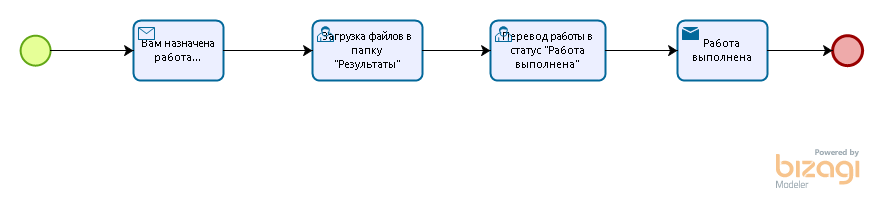 Вам назначена
работа...
Загрузка файлов в
папку
"Результаты"
Перевод работы в
статус "Работа
выполнена"
Работа
выполнена
Powered by
bizagi
Modeler